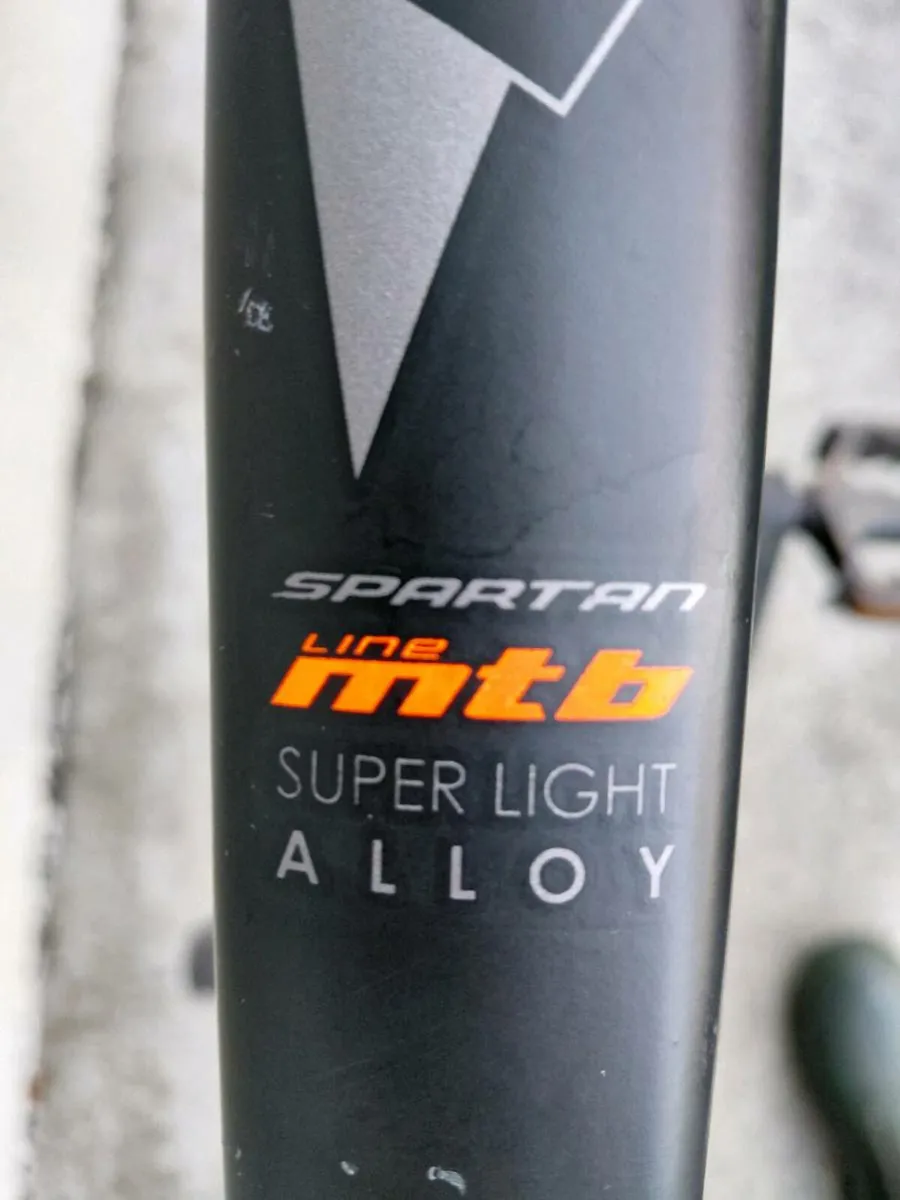 SPARTAN
LINE
mtb
SUPER LIGHT
ALLOY